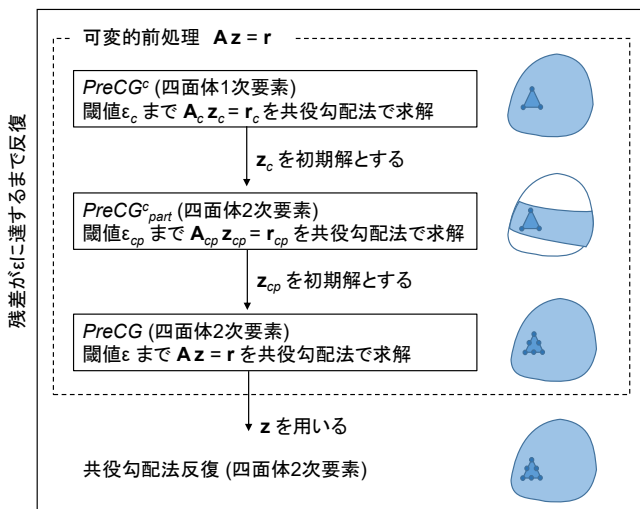 残差がεに達するまで反復
可変的前処理 A z = r
PreCGᶜ (四面体1次要素)
閾値ε_c まで A_c z_c = r_c を共役勾配法で求解
z_c を初期解とする
PreCGᶜ_part (四面体2次要素)
閾値ε_cp まで A_cp z_cp = r_cp を共役勾配法で求解
z_cp を初期解とする
PreCG (四面体2次要素)
閾値ε まで A z = r を共役勾配法で求解
z を用いる
共役勾配法反復 (四面体2次要素)